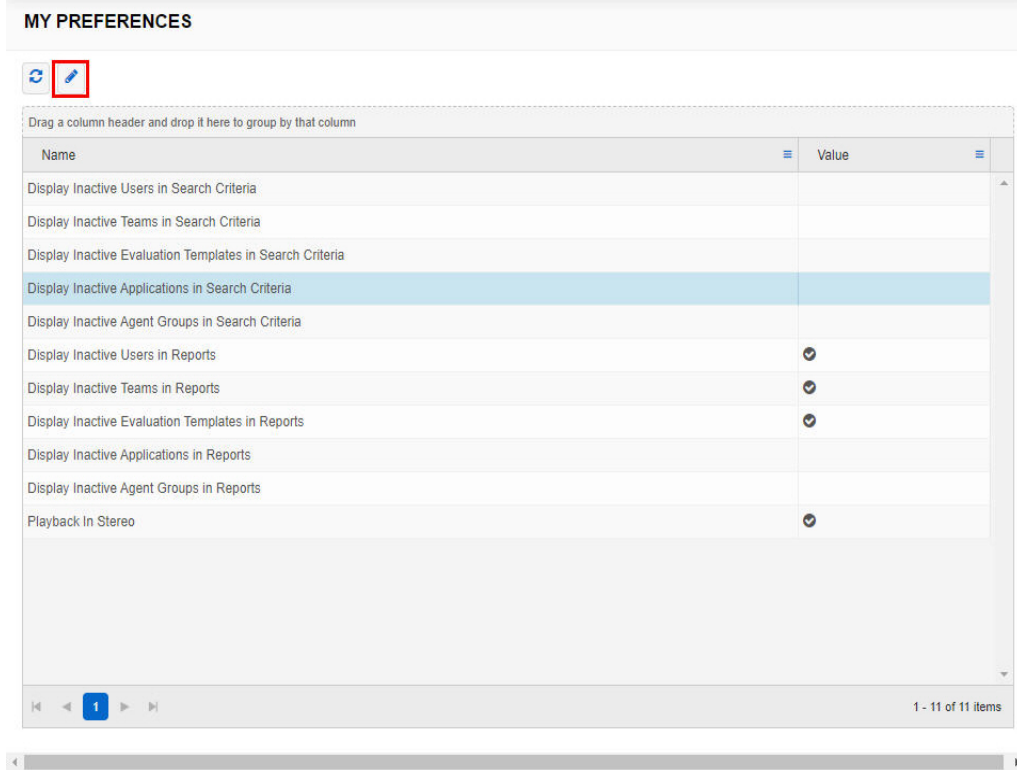 MY PREFERENCES
Drag a column header and drop it here to group by that column
Name Value
Display Inactive Users in Search Criteria
Display Inactive Teams in Search Criteria
Display Inactive Evaluation Templates in Search Criteria
Display Inactive Applications in Search Criteria
Display Inactive Agent Groups in Search Criteria
Display Inactive Users in Reports
Display Inactive Teams in Reports
Display Inactive Evaluation Templates in Reports
Display Inactive Applications in Reports
Display Inactive Agent Groups in Reports
Playback In Stereo
1 1 - 11 of 11 items